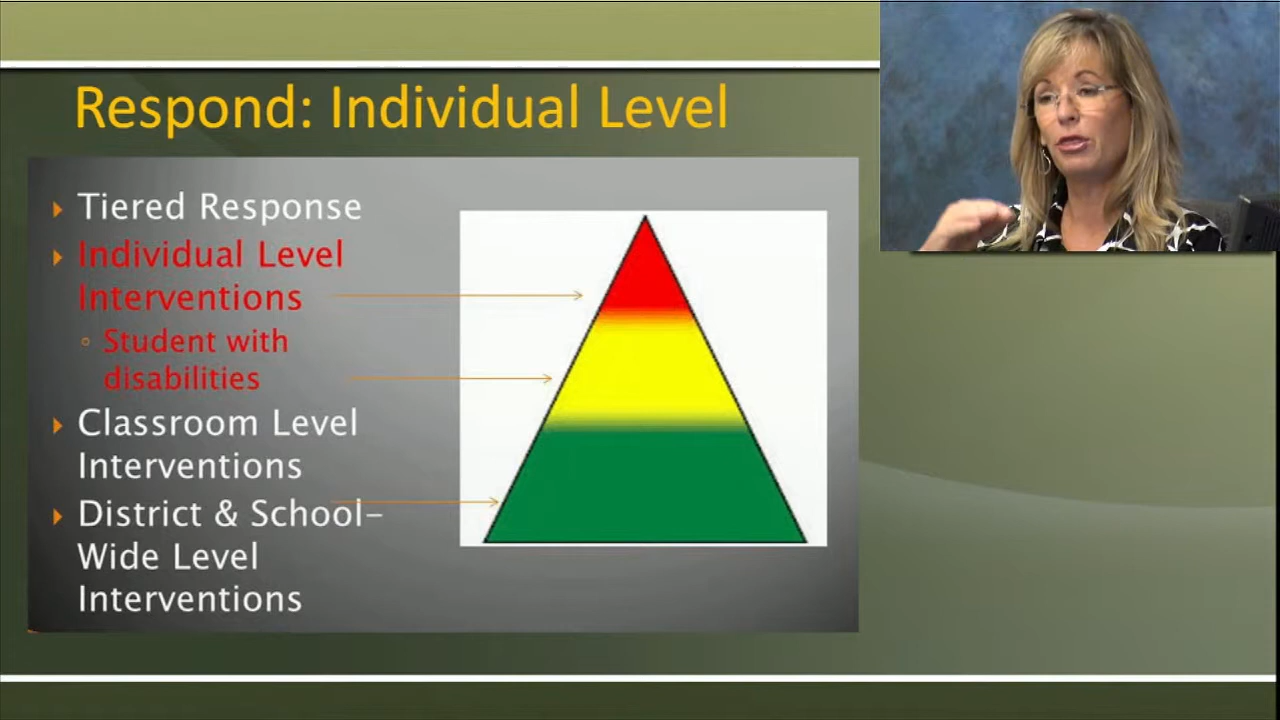 Respond: Individual Level
Tiered Response
Individual Level
Interventions
Student with
disabilities
Classroom Level
Interventions
District & School-
Wide Level
Interventions